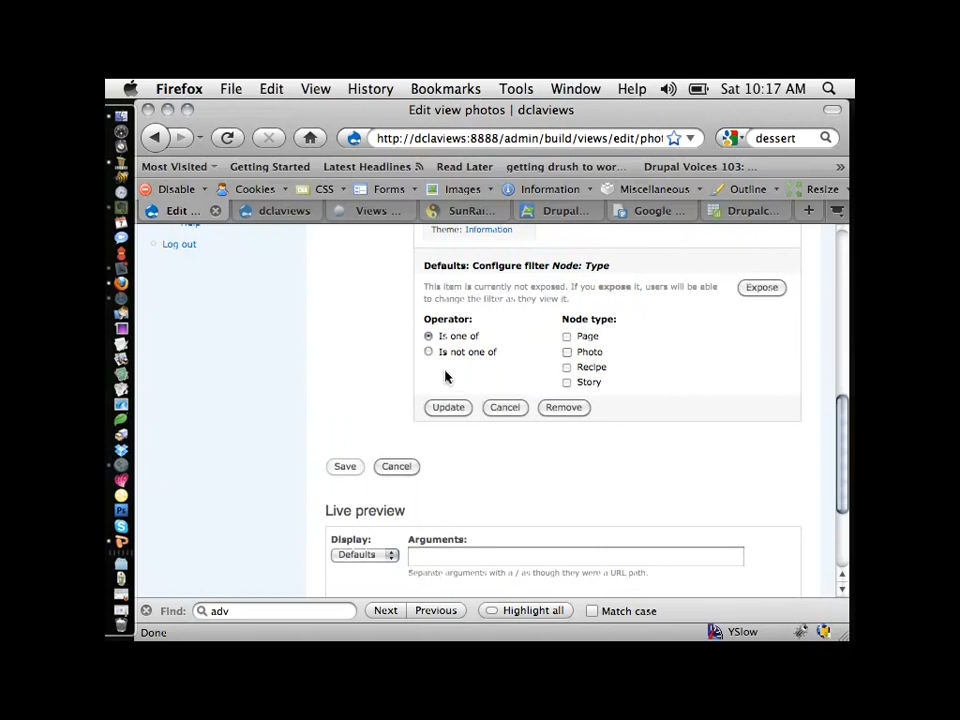 Firefox File Edit View History Bookmarks Tools Window Help Sat 10:17 AM
Edit view photos | dclaviews
http://dclaviews:8888/admin/build/views/edit/phot dessert
Most Visited Getting Started Latest Headlines Read Later getting drush to wor... Drupal Voices 103: ... »
Disable Cookies CSS Forms Images Information Miscellaneous Outline Resize
Edit ... dclaviews Views ... SunRai... Drupal... Google ... Drupalc...
Help
Theme: Information
Log out
Defaults: Configure filter Node: Type
This item is currently not exposed. If you expose it, users will be able
to change the filter as they view it.
Expose
Operator: Node type:
Is one of Page
Is not one of Photo
Recipe
Story
Update Cancel Remove
Save Cancel
Live preview
Display: Arguments:
Defaults
Separate arguments with a / as though they were a URL path.
Find: adv Next Previous Highlight all Match case
Done YSlow